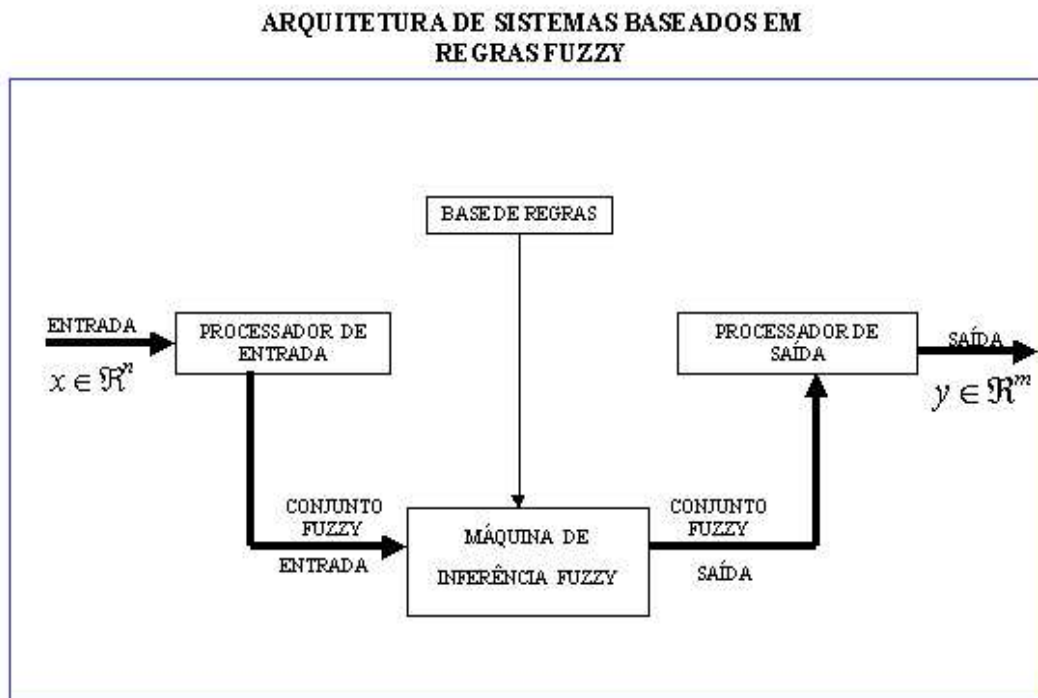 ARQUITETURA DE SISTEMAS BASEADOS EM
REGRAS FUZZY
BASE DE REGRAS
ENTRADA
x ∈ ℜⁿ
PROCESSADOR DE
ENTRADA
PROCESSADOR DE
SAÍDA
SAÍDA
y ∈ ℜᵐ
CONJUNTO
FUZZY
ENTRADA
MÁQUINA DE
INFERÊNCIA FUZZY
CONJUNTO
FUZZY
SAÍDA